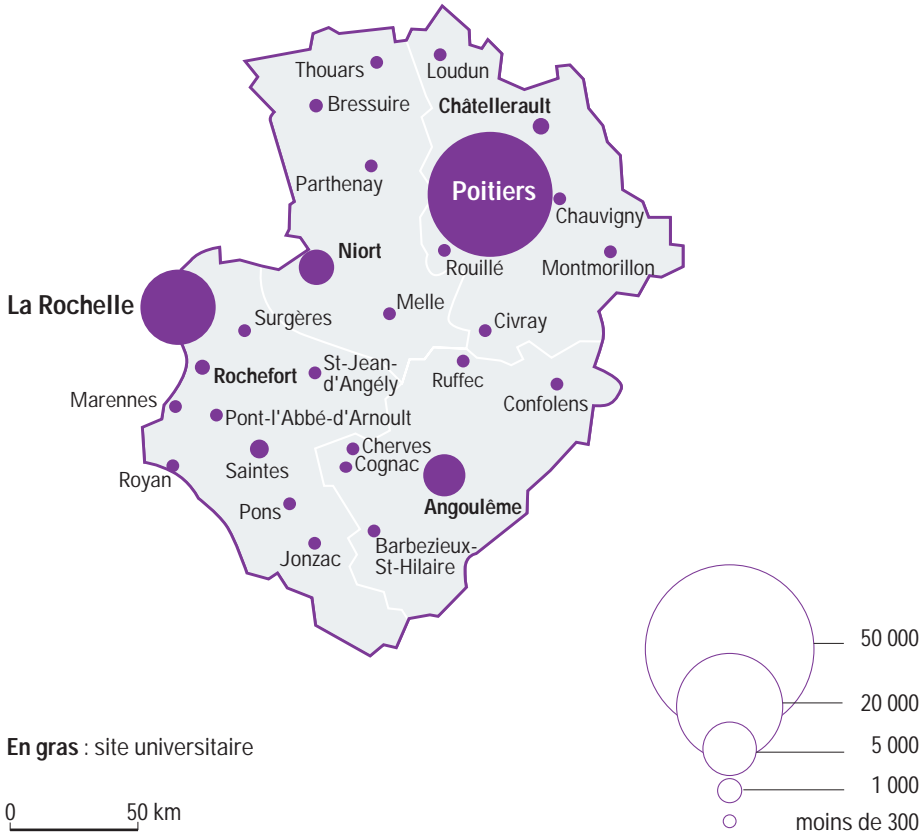 Thouars
Loudun
Bressuire
Châtellerault
Parthenay
Poitiers
Chauvigny
Niort
Rouillé
Montmorillon
La Rochelle
Melle
Surgères
Civray
Rochefort
St-Jean-
d'Angély
Ruffec
Marennes
Confolens
Pont-l'Abbé-d'Arnoult
Cherves
Cognac
Saintes
Royan
Angoulême
Pons
Barbezieux-
St-Hilaire
Jonzac
50 000
20 000
5 000
1 000
moins de 300
En gras : site universitaire
0 50 km